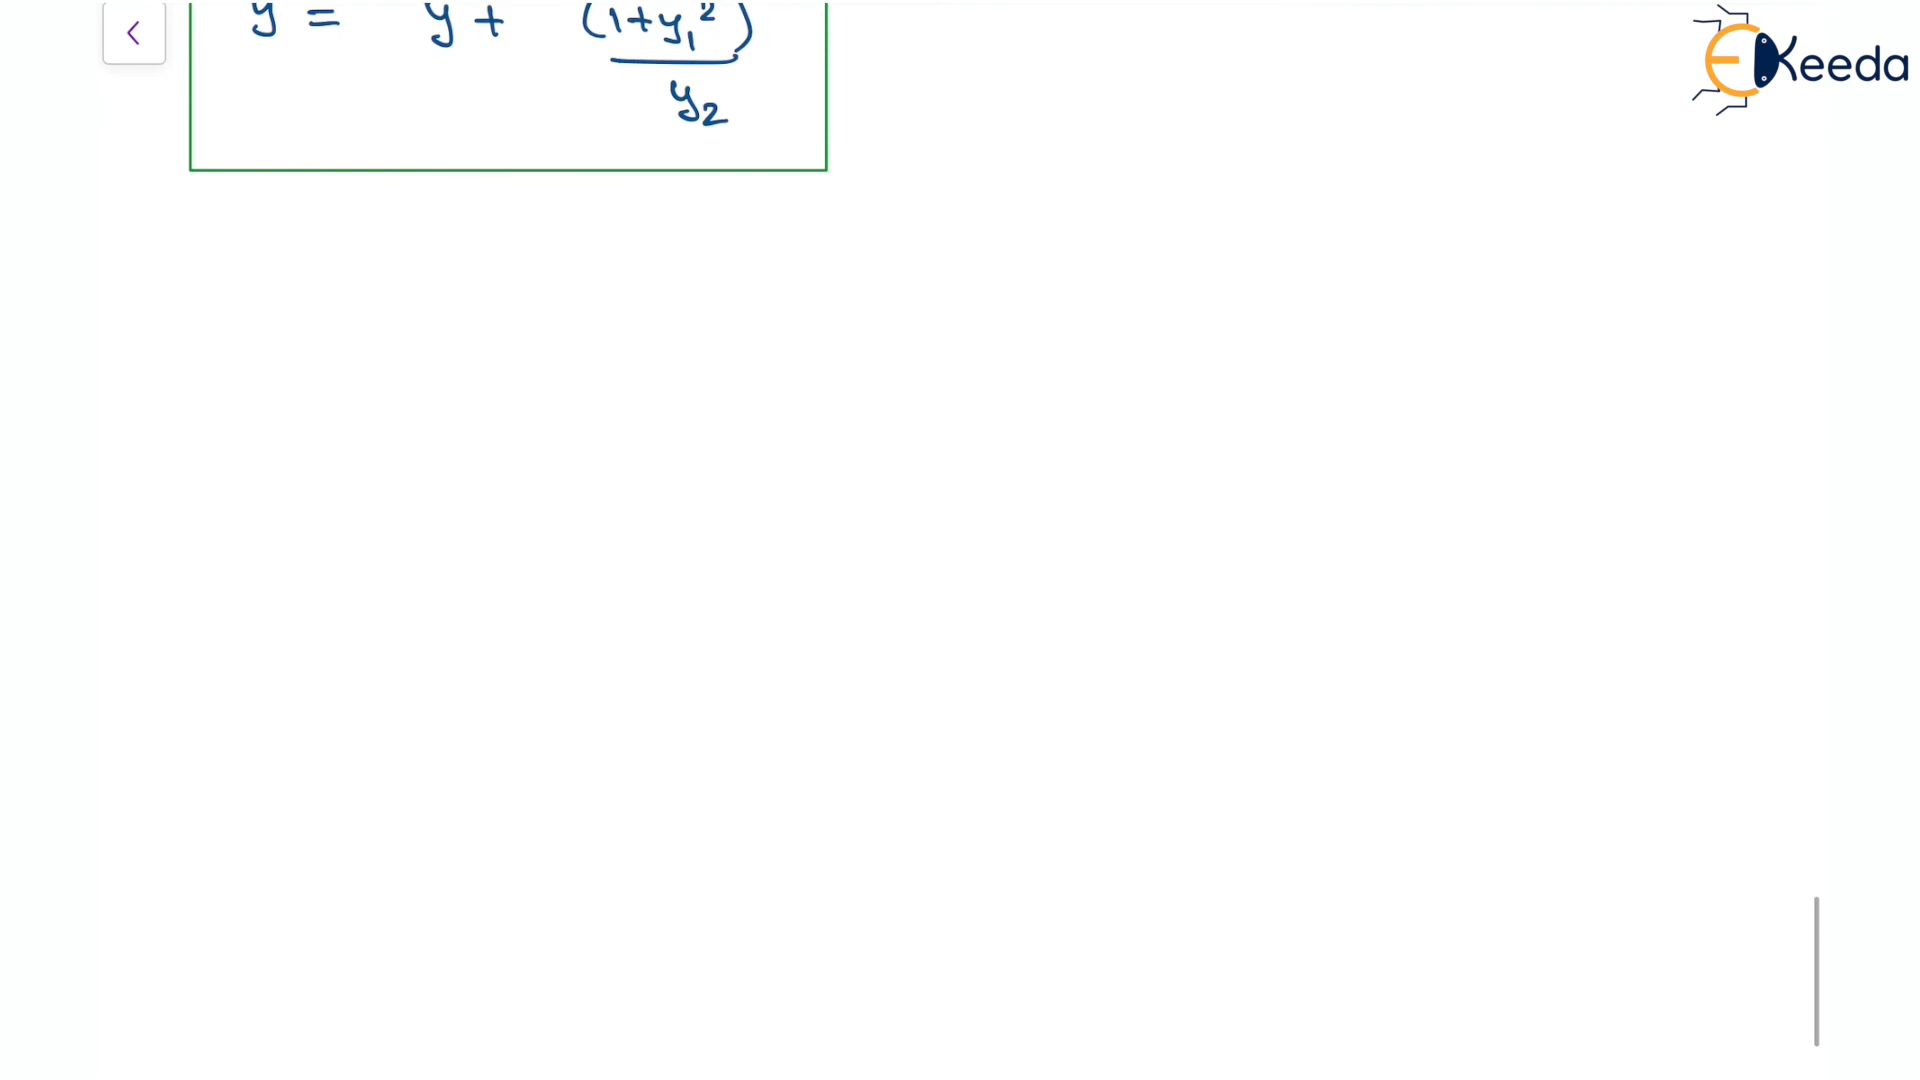 y = y + (1+y₁²)
y₂
EKeeda